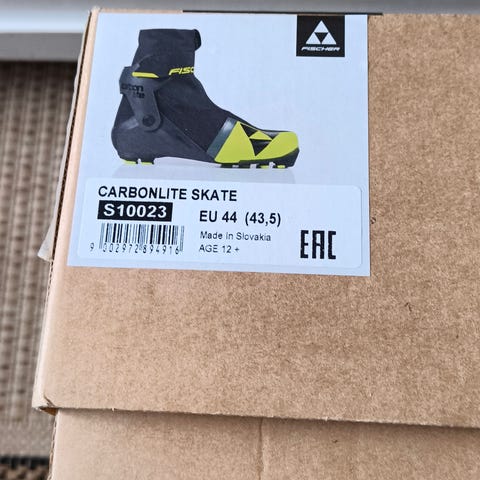 FISCHER
CARBONLITE SKATE
S10023
EU 44 (43,5)
Made In Slovakia
AGE 12 +
9 002972 894916
EAC